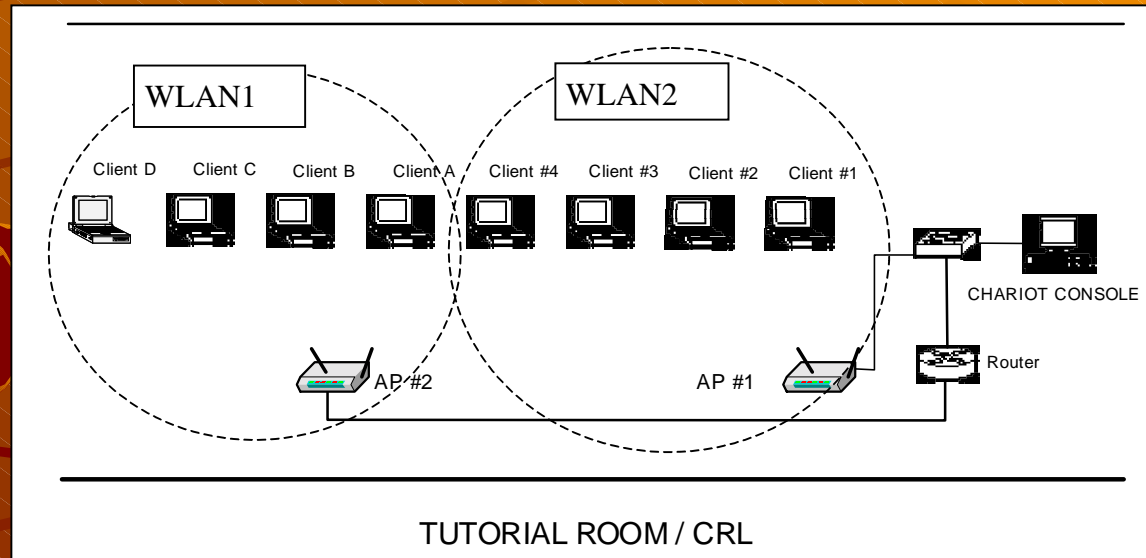 WLAN1
WLAN2
Client D
Client C
Client B
Client A
Client #4
Client #3
Client #2
Client #1
CHARIOT CONSOLE
Router
AP #2
AP #1
TUTORIAL ROOM / CRL